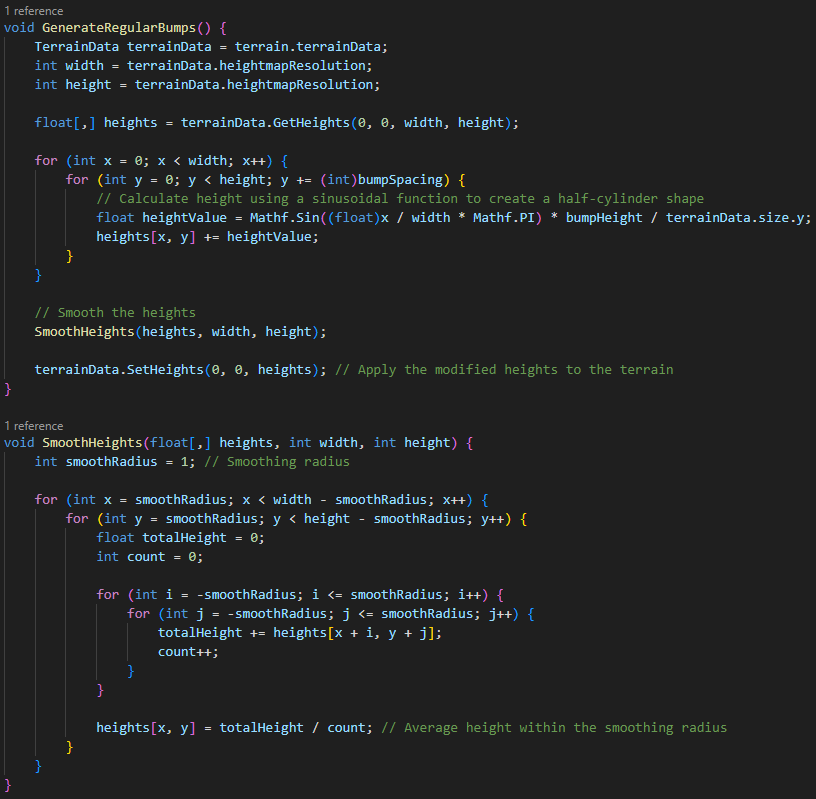 1 reference
void GenerateRegularBumps() {
    TerrainData terrainData = terrain.terrainData;
    int width = terrainData.heightmapResolution;
    int height = terrainData.heightmapResolution;

    float[,] heights = terrainData.GetHeights(0, 0, width, height);

    for (int x = 0; x < width; x++) {
        for (int y = 0; y < height; y += (int)bumpSpacing) {
            // Calculate height using a sinusoidal function to create a half-cylinder shape
            float heightValue = Mathf.Sin((float)x / width * Mathf.PI) * bumpHeight / terrainData.size.y;
            heights[x, y] += heightValue;
        }
    }

    // Smooth the heights
    SmoothHeights(heights, width, height);

    terrainData.SetHeights(0, 0, heights); // Apply the modified heights to the terrain
}

1 reference
void SmoothHeights(float[,] heights, int width, int height) {
    int smoothRadius = 1; // Smoothing radius

    for (int x = smoothRadius; x < width - smoothRadius; x++) {
        for (int y = smoothRadius; y < height - smoothRadius; y++) {
            float totalHeight = 0;
            int count = 0;

            for (int i = -smoothRadius; i <= smoothRadius; i++) {
                for (int j = -smoothRadius; j <= smoothRadius; j++) {
                    totalHeight += heights[x + i, y + j];
                    count++;
                }
            }

            heights[x, y] = totalHeight / count; // Average height within the smoothing radius
        }
    }
}